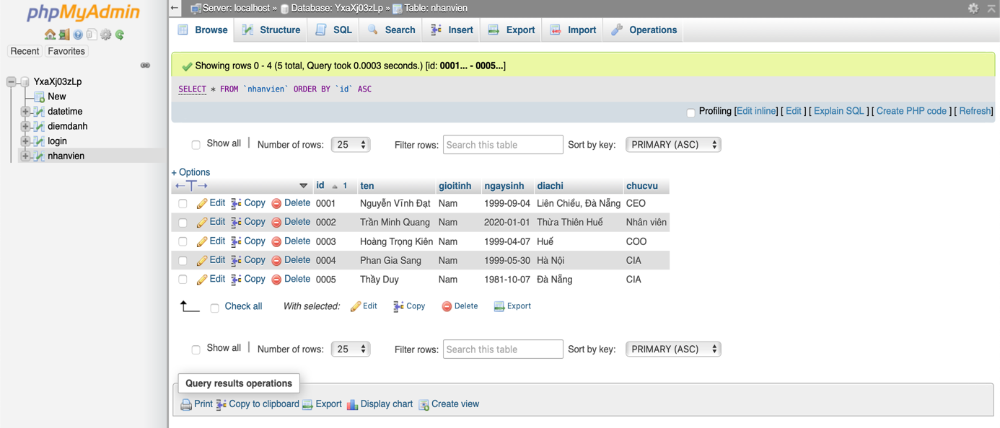 phpMyAdmin
Recent Favorites
YxaXj03zLp
New
datetime
diemdanh
login
nhanvien
Server: localhost » Database: YxaXj03zLp » Table: nhanvien
Browse Structure SQL Search Insert Export Import Operations
Showing rows 0 - 4 (5 total, Query took 0.0003 seconds.) [id: 0001... - 0005...]
SELECT * FROM `nhanvien` ORDER BY `id` ASC
Profiling [Edit inline] [ Edit ] [ Explain SQL ] [ Create PHP code ] [ Refresh]
Show all | Number of rows: 25 Filter rows: Search this table Sort by key: PRIMARY (ASC)
+ Options
←T→ id 1 ten gioitinh ngaysinh diachi chucvu
Edit Copy Delete 0001 Nguyễn Vĩnh Đạt Nam 1999-09-04 Liên Chiểu, Đà Nẵng CEO
Edit Copy Delete 0002 Trần Minh Quang Nam 2020-01-01 Thừa Thiên Huế Nhân viên
Edit Copy Delete 0003 Hoàng Trọng Kiên Nam 1999-04-07 Huế COO
Edit Copy Delete 0004 Phan Gia Sang Nam 1999-05-30 Hà Nội CIA
Edit Copy Delete 0005 Thầy Duy Nam 1981-10-07 Đà Nẵng CIA
Check all With selected: Edit Copy Delete Export
Show all | Number of rows: 25 Filter rows: Search this table Sort by key: PRIMARY (ASC)
Query results operations
Print Copy to clipboard Export Display chart Create view